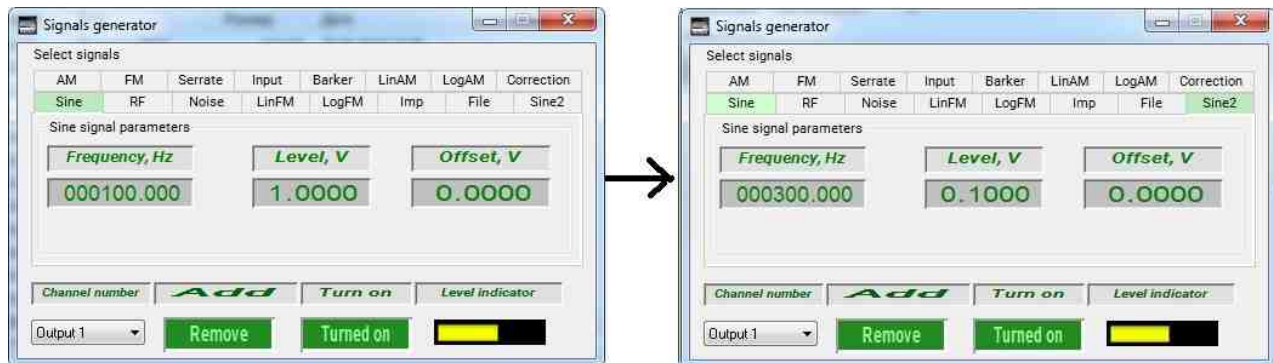 Signals generator
Select signals
AM FM Serrate Input Barker LinAM LogAM Correction
Sine RF Noise LinFM LogFM Imp File Sine2
Sine signal parameters
Frequency, Hz Level, V Offset, V
000100.000 1.0000 0.0000
Channel number Add Turn on Level indicator
Output 1 Remove Turned on
Signals generator
Select signals
AM FM Serrate Input Barker LinAM LogAM Correction
Sine RF Noise LinFM LogFM Imp File Sine2
Sine signal parameters
Frequency, Hz Level, V Offset, V
000300.000 0.1000 0.0000
Channel number Add Turn on Level indicator
Output 1 Remove Turned on